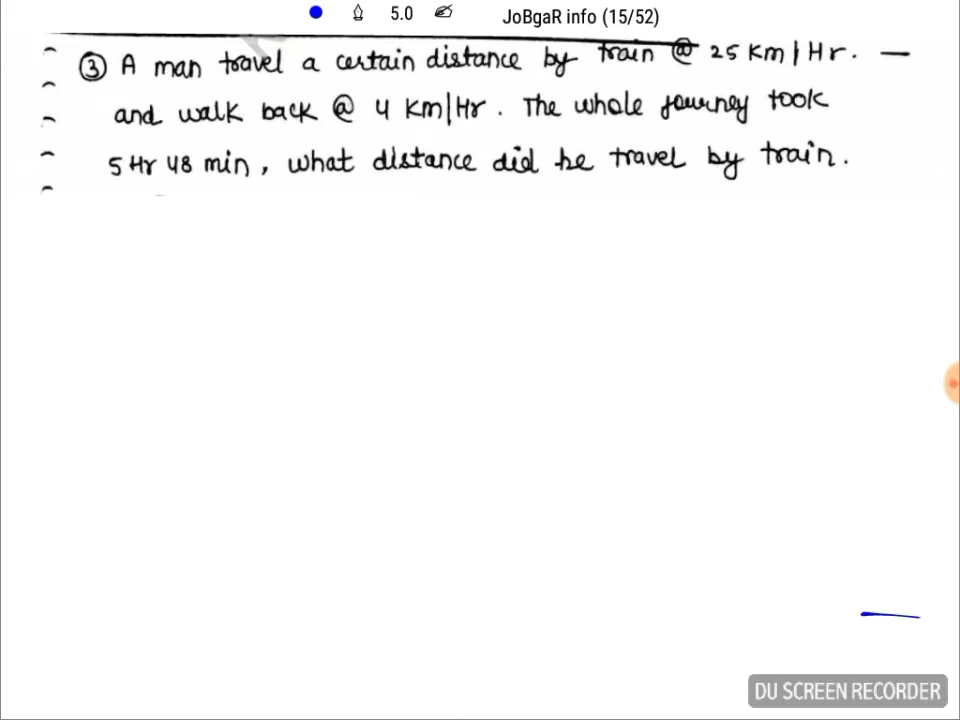 5.0 JoBgaR info (15/52)
③ A man travel a certain distance by train @ 25 Km/Hr. —
and walk back @ 4 Km/Hr. The whole journey took
5 Hr 48 min, what distance did he travel by train.
DU SCREEN RECORDER